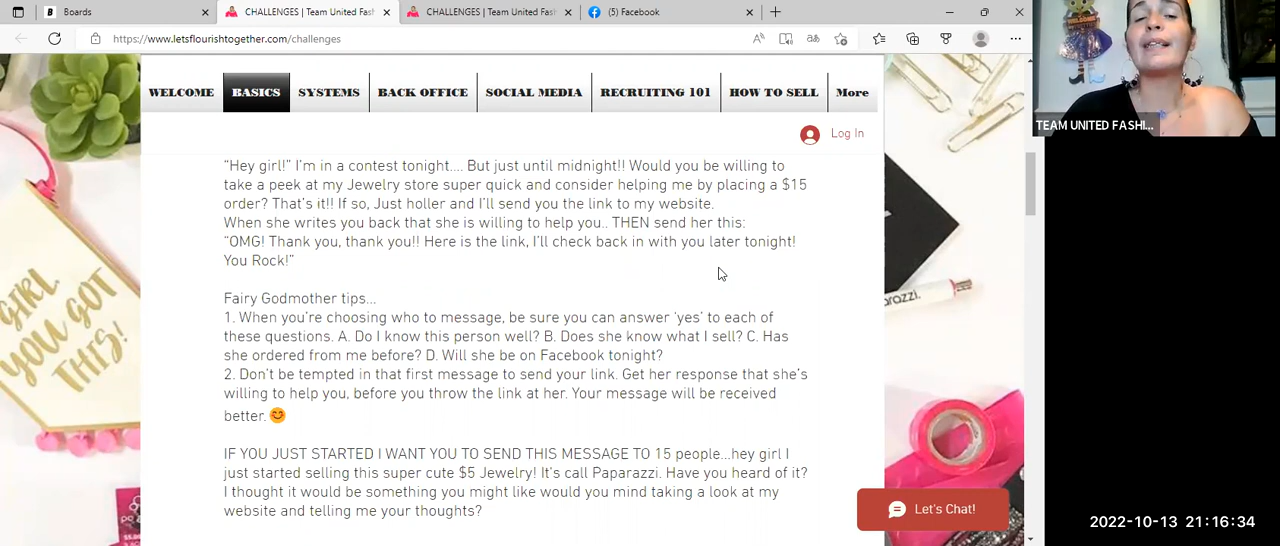 Boards
CHALLENGES | Team United Fash
CHALLENGES | Team United Fash
(5) Facebook
https://www.letsflourishtogether.com/challenges
WELCOME BASICS SYSTEMS BACK OFFICE SOCIAL MEDIA RECRUITING 101 HOW TO SELL More
Log In
“Hey girl!” I’m in a contest tonight.... But just until midnight!! Would you be willing to
take a peek at my Jewelry store super quick and consider helping me by placing a $15
order? That’s it!! If so, Just holler and I’ll send you the link to my website.
When she writes you back that she is willing to help you.. THEN send her this:
“OMG! Thank you, thank you!! Here is the link, I’ll check back in with you later tonight!
You Rock!”
Fairy Godmother tips...
1. When you’re choosing who to message, be sure you can answer ‘yes’ to each of
these questions. A. Do I know this person well? B. Does she know what I sell? C. Has
she ordered from me before? D. Will she be on Facebook tonight?
2. Don’t be tempted in that first message to send your link. Get her response that she’s
willing to help you, before you throw the link at her. Your message will be received
better. 😊
IF YOU JUST STARTED I WANT YOU TO SEND THIS MESSAGE TO 15 people...hey girl I
just started selling this super cute $5 Jewelry! It’s call Paparazzi. Have you heard of it?
I thought it would be something you might like would you mind taking a look at my
website and telling me your thoughts?
Let's Chat!
GIRL
YOU GOT
THIS!
arazzi.
WELCOME
TEAM UNITED FASHI...
2022-10-13 21:16:34